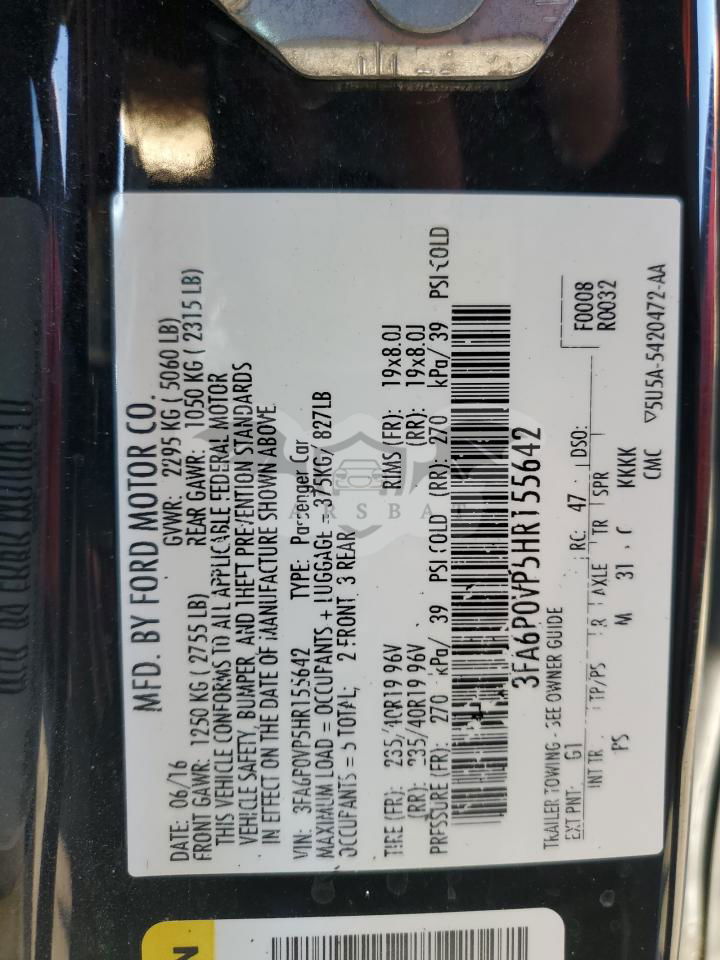 MFD. BY FORD MOTOR CO.
DATE: 06/16 GVWR: 2295 KG ( 5060 LB)
FRONT GAWR: 1250 KG ( 2755 LB) REAR GAWR: 1050 KG ( 2315 LB)
THIS VEHICLE CONFORMS TO ALL APPLICABLE FEDERAL MOTOR
VEHICLE SAFETY, BUMPER, AND THEFT PREVENTION STANDARDS
IN EFFECT ON THE DATE OF MANUFACTURE SHOWN ABOVE
VIN: 3FA6P0VP5HR155642 TYPE: Passenger Car
MAXIMUM LOAD = OCCUPANTS + LUGGAGE = 375KG/ 827LB
OCCUPANTS = 5 TOTAL, 2 FRONT, 3 REAR
TIRE (FR): 235/40R19 96V RIMS (FR): 19x8.0J
(RR): 235/40R19 96V (RR): 19x8.0J
PRESSURE (FR): 270 kPa/ 39 PSI COLD (RR): 270 kPa/ 39 PSI COLD
3FA6P0VP5HR155642
TRAILER TOWING - SEE OWNER GUIDE
EXT PNT: G1 RC: 47 DSO: F0008
R0032
INT TR TP/PS R AXLE TR SPR
PS M 31 KKKK
CMC 5U5A-5420472-AA
ARSBAT
N